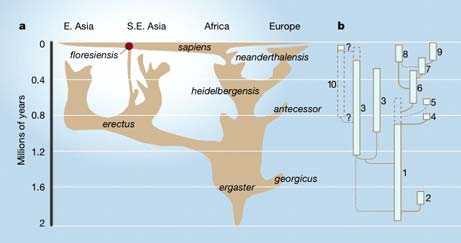 a
E. Asia
S.E. Asia
Africa
Europe
b
Millions of years
0
0.4
0.8
1.2
1.6
2
sapiens
floresiensis
neanderthalensis
heidelbergensis
antecessor
erectus
georgicus
ergaster
?
10
?
3
3
8
9
7
6
5
4
1
2